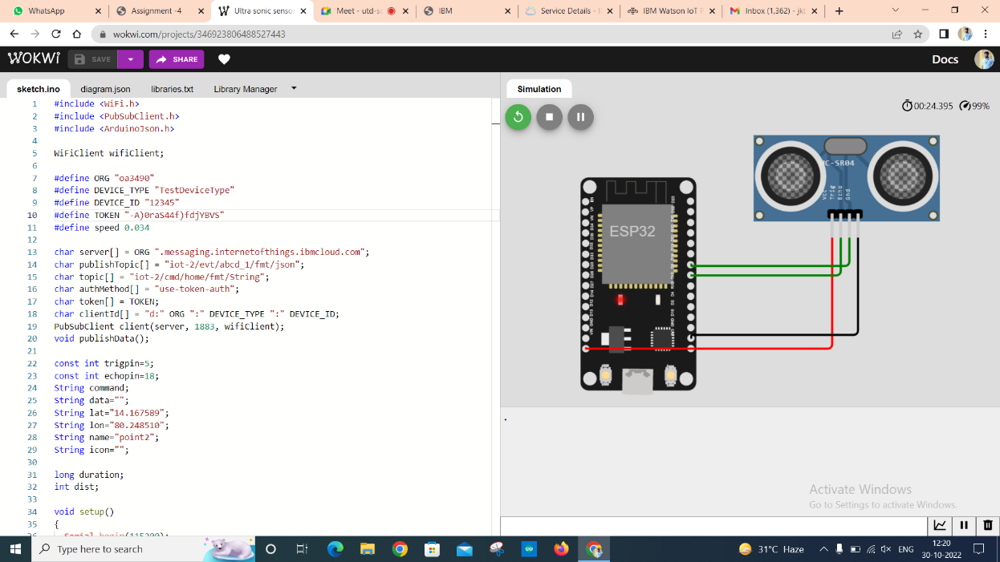 WhatsApp
Assignment -4
Ultra sonic senso
Meet - utd-s
IBM
Service Details - I
IBM Watson IoT P
Inbox (1,362) - jk
wokwi.com/projects/346923806488527443
WOKWI
SAVE
SHARE
Docs
sketch.ino
diagram.json
libraries.txt
Library Manager
1 #include <WiFi.h>
2 #include <PubSubClient.h>
3 #include <ArduinoJson.h>
4
5 WiFiClient wifiClient;
6
7 #define ORG "oa3490"
8 #define DEVICE_TYPE "TestDeviceType"
9 #define DEVICE_ID "12345"
10 #define TOKEN "-A)0raS44f)fdjYBVS"
11 #define speed 0.034
12
13 char server[] = ORG ".messaging.internetofthings.ibmcloud.com";
14 char publishTopic[] = "iot-2/evt/abcd_1/fmt/json";
15 char topic[] = "iot-2/cmd/home/fmt/String";
16 char authMethod[] = "use-token-auth";
17 char token[] = TOKEN;
18 char clientId[] = "d:" ORG ":" DEVICE_TYPE ":" DEVICE_ID;
19 PubSubClient client(server, 1883, wifiClient);
20 void publishData();
21
22 const int trigpin=5;
23 const int echopin=18;
24 String command;
25 String data="";
26 String lat="14.167589";
27 String lon="80.248510";
28 String name="point2";
29 String icon="";
30
31 long duration;
32 int dist;
33
34 void setup()
35 {
36 Serial.begin(115200);
Simulation
00:24.395
99%
HC-SR04
Vcc
Trig
Echo
Gnd
ESP32
.
Activate Windows
Go to Settings to activate Windows.
Type here to search
31°C Haze
ENG
12:20
30-10-2022